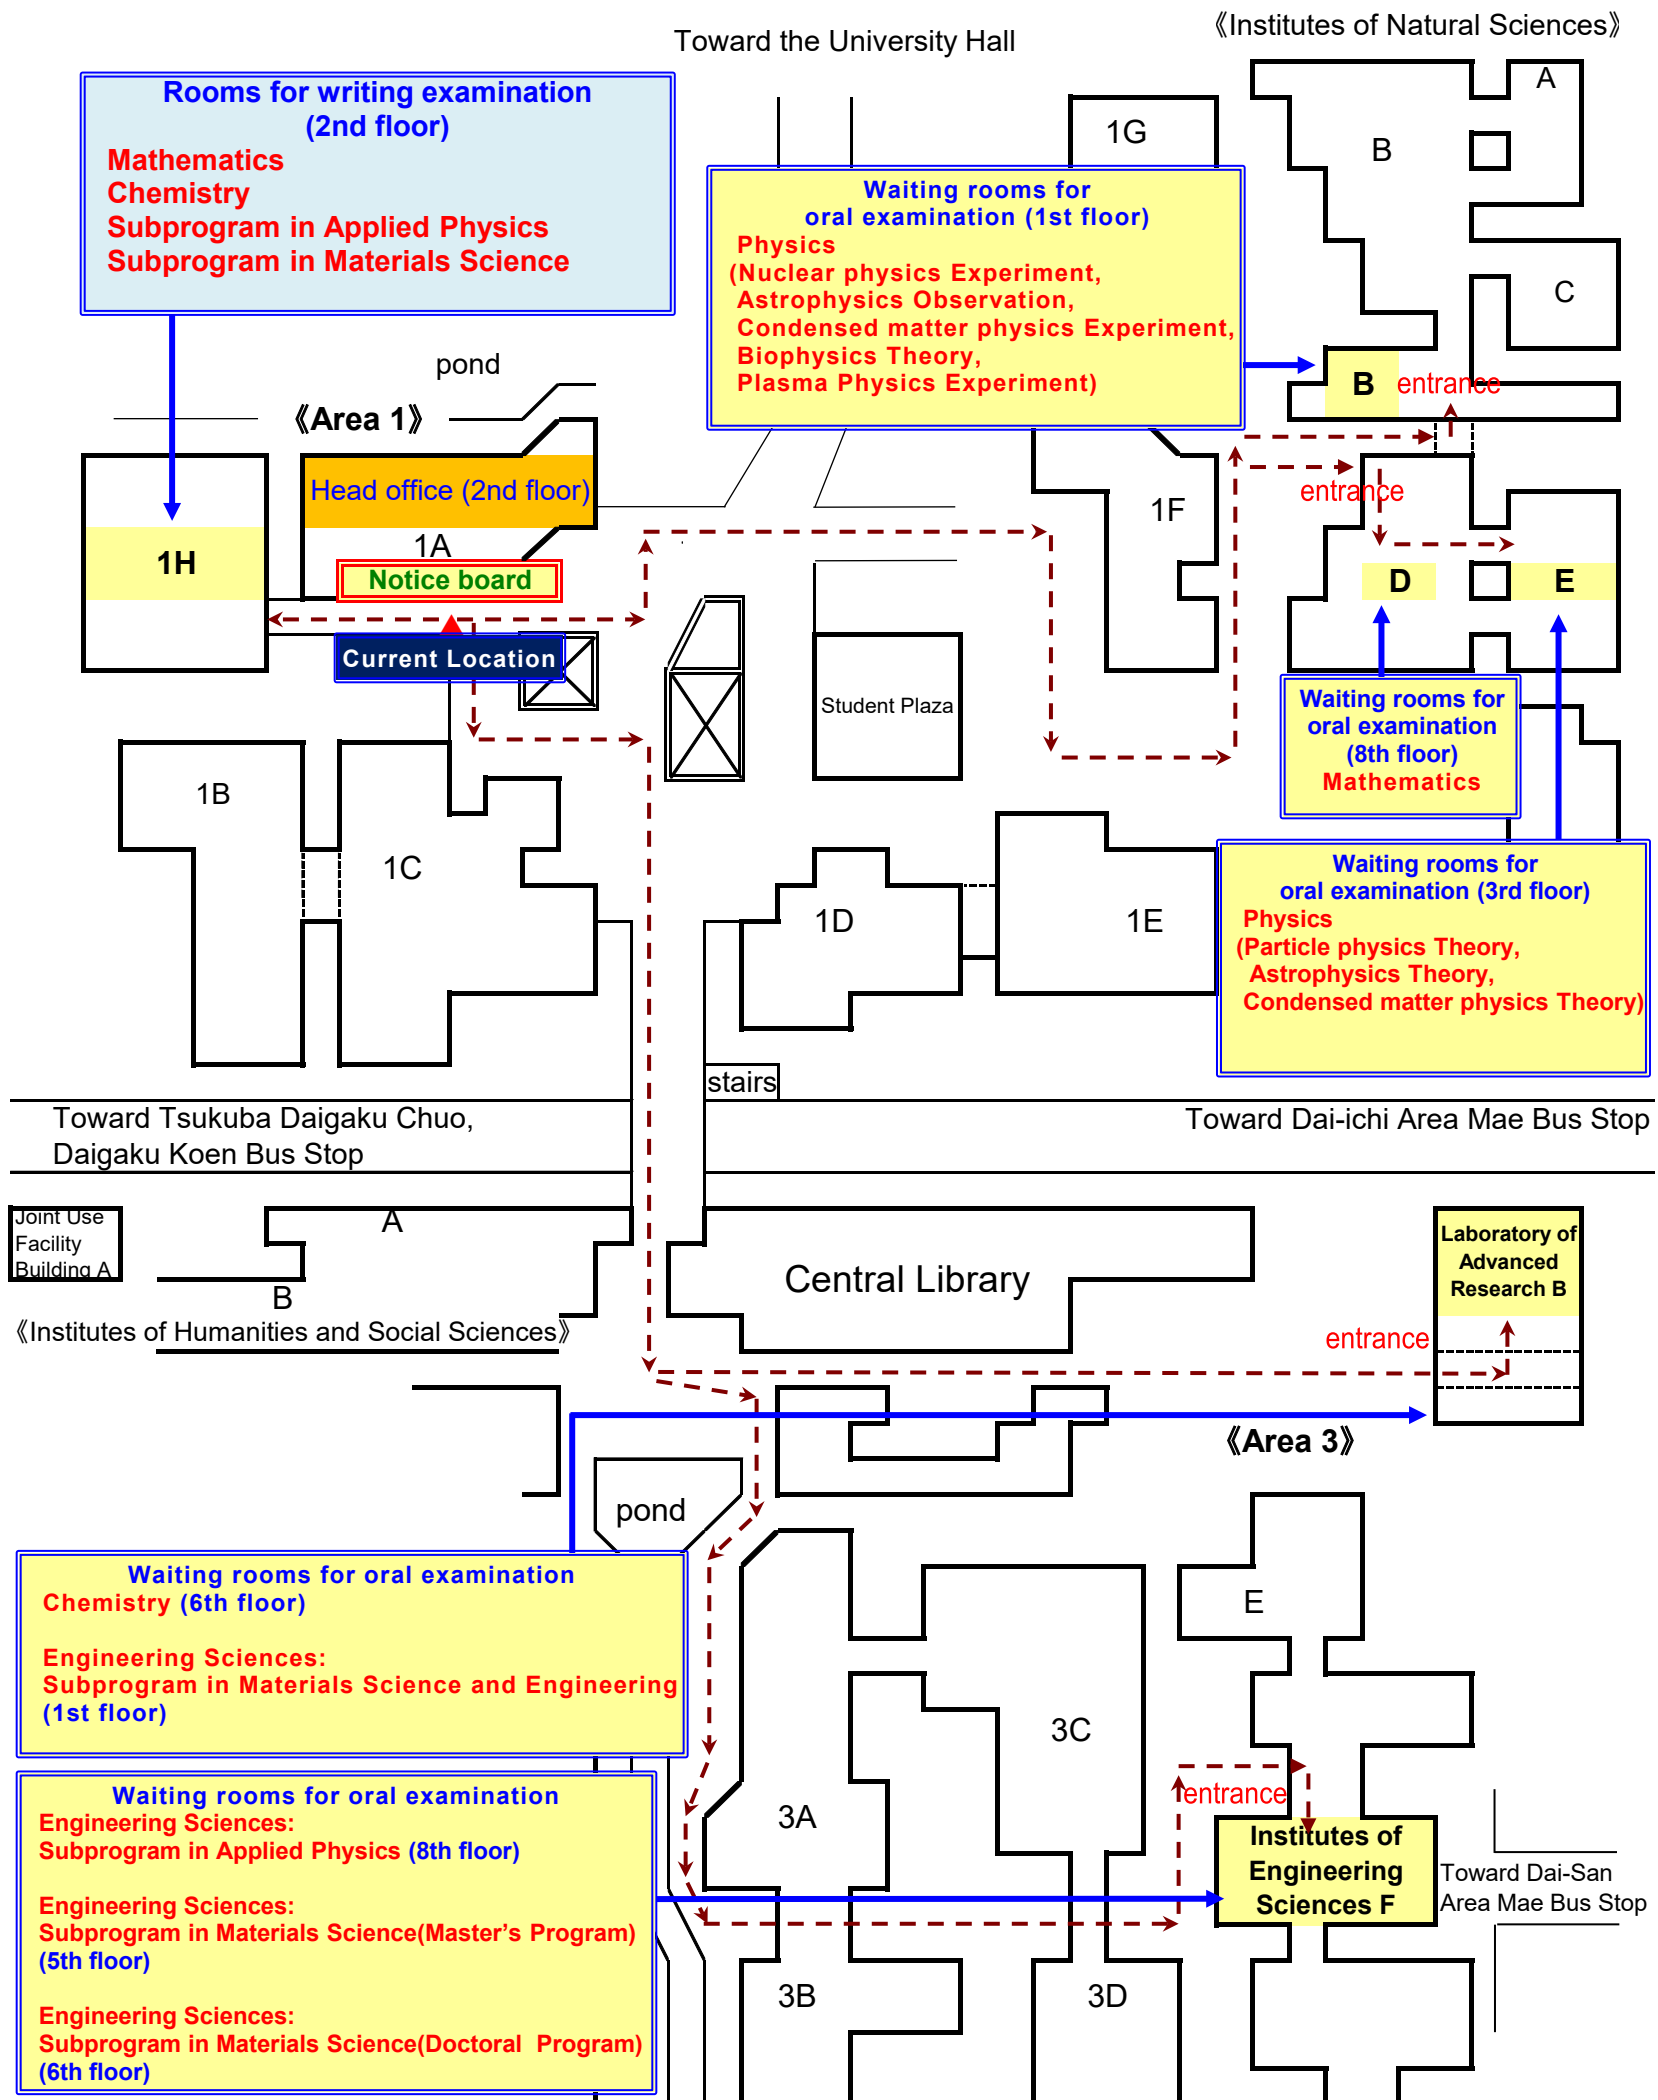 Toward the University Hall
《Institutes of Natural Sciences》
Rooms for writing examination
(2nd floor)
Mathematics
Chemistry
Subprogram in Applied Physics
Subprogram in Materials Science
1G
A
B
C
Waiting rooms for
oral examination (1st floor)
Physics
(Nuclear physics Experiment,
Astrophysics Observation,
Condensed matter physics Experiment,
Biophysics Theory,
Plasma Physics Experiment)
pond
《Area 1》
B
entrance
Head office (2nd floor)
1A
1H
Notice board
Current Location
1F
entrance
D
E
Student Plaza
Waiting rooms for
oral examination
(8th floor)
Mathematics
1B
1C
1D
1E
Waiting rooms for
oral examination (3rd floor)
Physics
(Particle physics Theory,
Astrophysics Theory,
Condensed matter physics Theory)
stairs
Toward Tsukuba Daigaku Chuo,
Daigaku Koen Bus Stop
Toward Dai-ichi Area Mae Bus Stop
Joint Use
Facility
Building A
A
B
《Institutes of Humanities and Social Sciences》
Central Library
Laboratory of
Advanced
Research B
entrance
《Area 3》
pond
Waiting rooms for oral examination
Chemistry (6th floor)
Engineering Sciences:
Subprogram in Materials Science and Engineering
(1st floor)
E
3C
3A
entrance
Waiting rooms for oral examination
Engineering Sciences:
Subprogram in Applied Physics (8th floor)
Engineering Sciences:
Subprogram in Materials Science(Master's Program)
(5th floor)
Engineering Sciences:
Subprogram in Materials Science(Doctoral Program)
(6th floor)
Institutes of
Engineering
Sciences F
Toward Dai-San
Area Mae Bus Stop
3B
3D